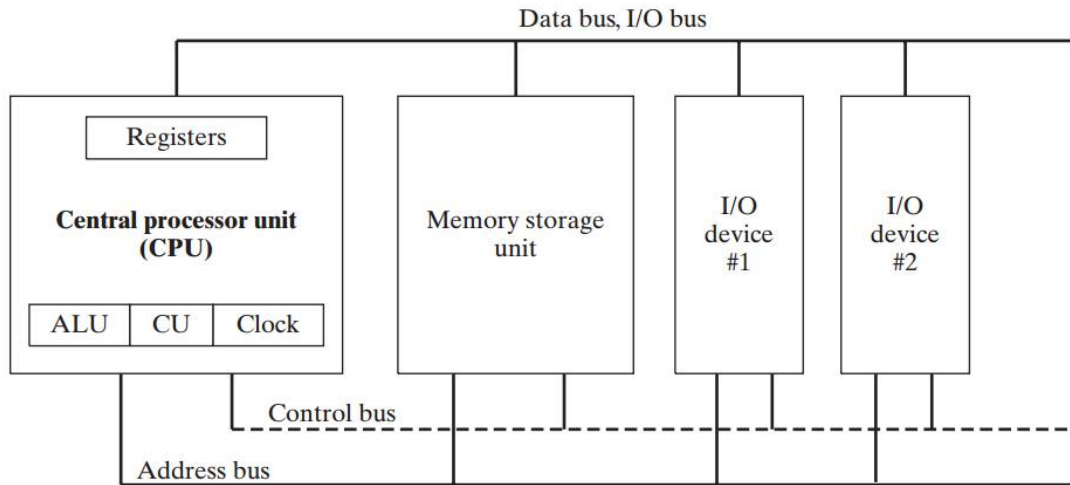 Data bus, I/O bus
Registers
Central processor unit
(CPU)
ALU
CU
Clock
Memory storage
unit
I/O
device
#1
I/O
device
#2
Control bus
Address bus